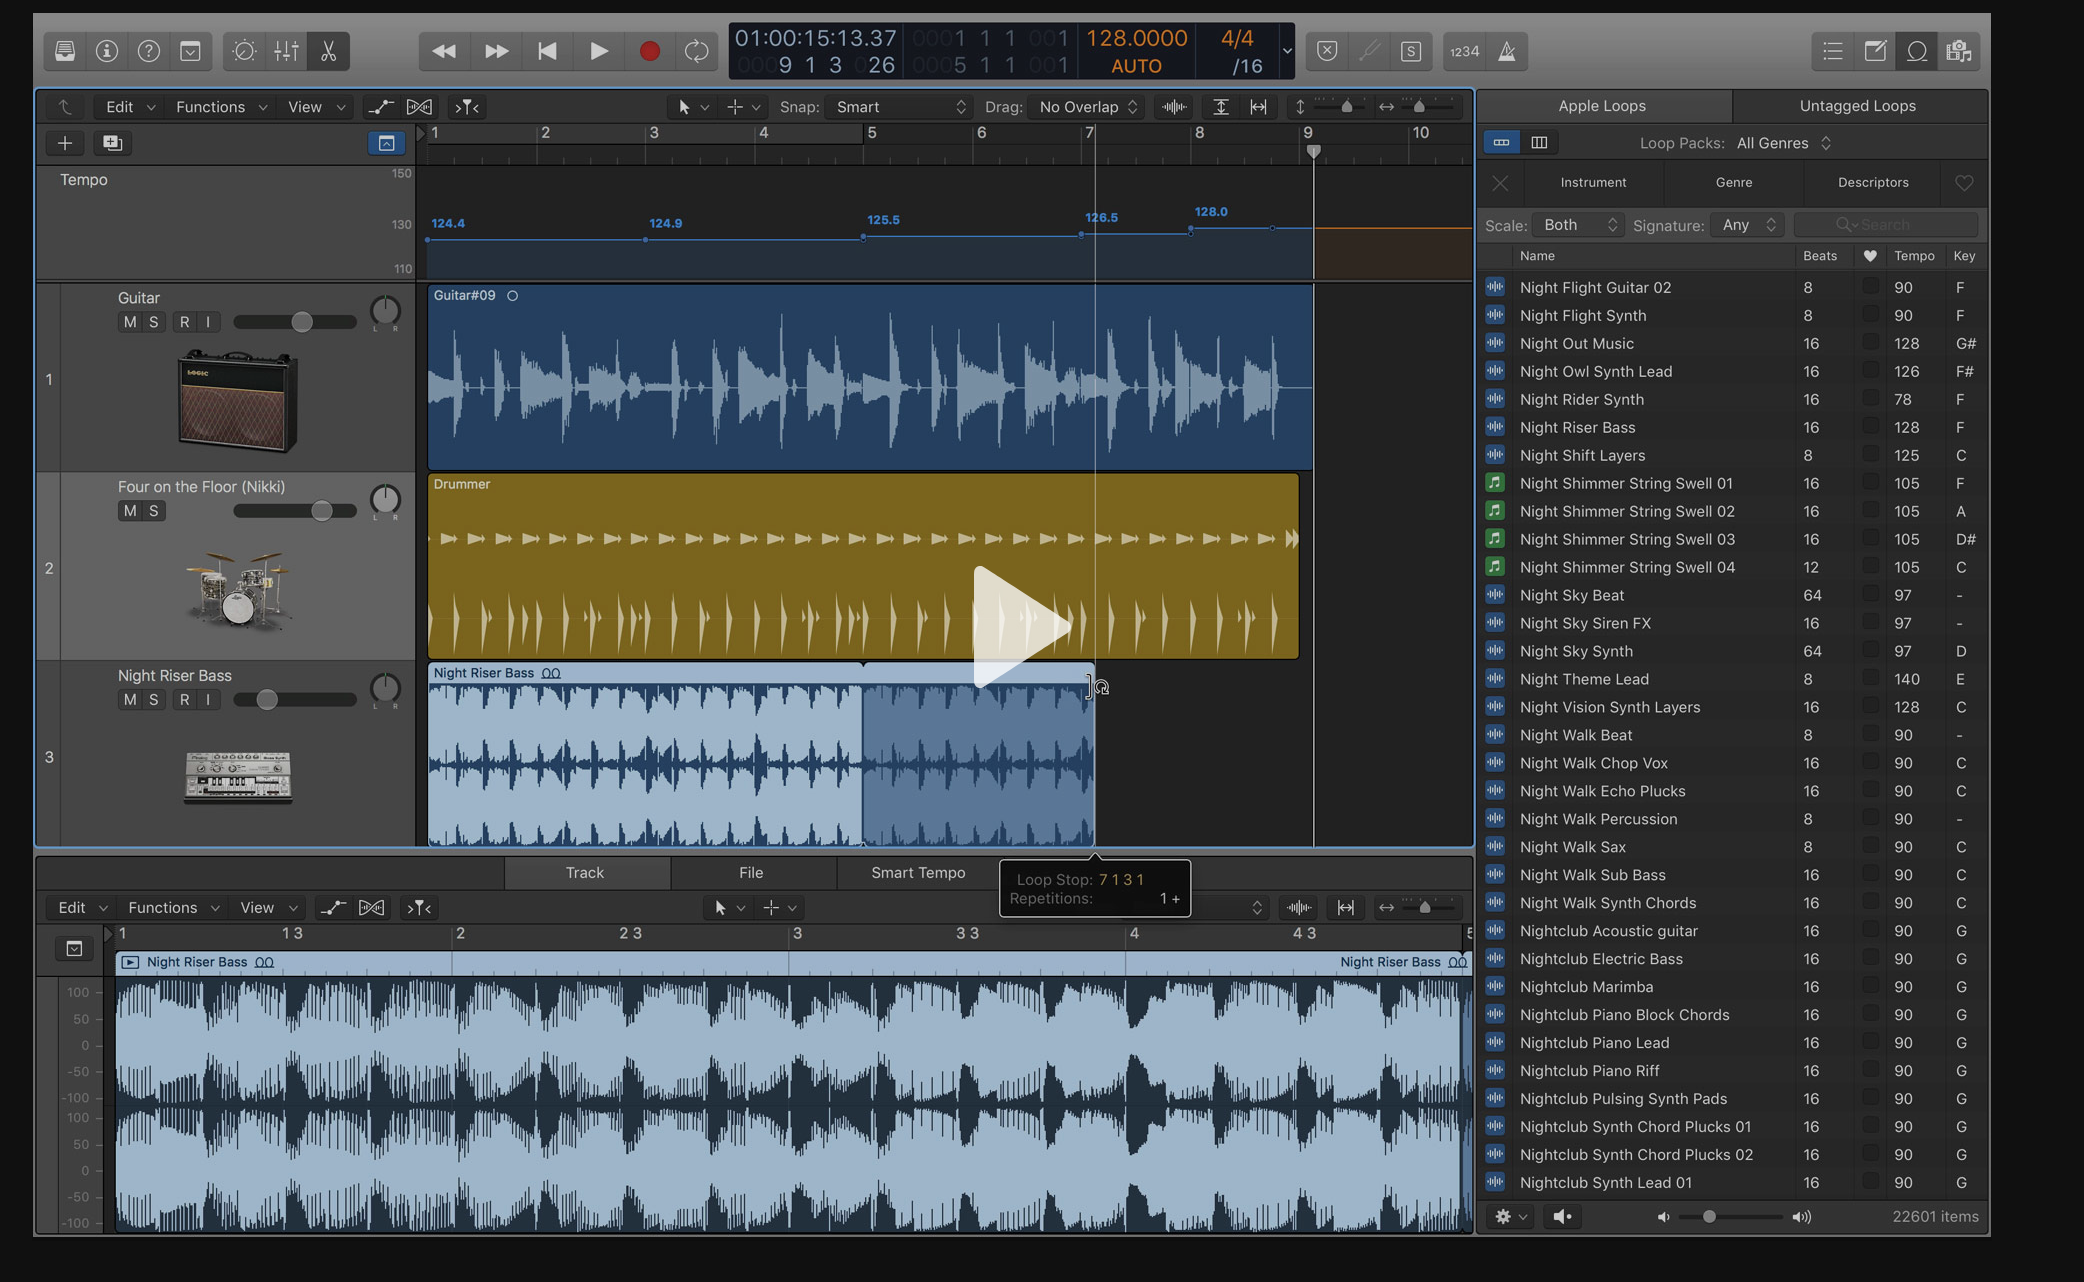 01:00:15:13.37 0001 1 1 001 128.0000 4/4
0009 1 3 026 0005 1 1 001 AUTO /16
S 1234
Edit Functions View Snap: Smart Drag: No Overlap
1 2 3 4 5 6 7 8 9 10
Tempo 150
130
110
124.4 124.9 125.5 126.5 128.0
Guitar
M S R I
L R
1
LOGIC
Guitar#09
Four on the Floor (Nikki)
M S
L R
2
Drummer
Night Riser Bass
M S R I
L R
3
Night Riser Bass
Loop Stop: 7 1 3 1
Repetitions: 1 +
Track File Smart Tempo
Edit Functions View
1 1 3 2 2 3 3 3 3 4 4 3 5
Night Riser Bass Night Riser Bass
100
50
0
-50
-100
100
50
0
-50
-100
Apple Loops Untagged Loops
Loop Packs: All Genres
Instrument Genre Descriptors
Scale: Both Signature: Any Search
Name Beats Tempo Key
Night Flight Guitar 02 8 90 F
Night Flight Synth 8 90 F
Night Out Music 16 128 G#
Night Owl Synth Lead 16 126 F#
Night Rider Synth 16 78 F
Night Riser Bass 16 128 F
Night Shift Layers 8 125 C
Night Shimmer String Swell 01 16 105 F
Night Shimmer String Swell 02 16 105 A
Night Shimmer String Swell 03 16 105 D#
Night Shimmer String Swell 04 12 105 C
Night Sky Beat 64 97 -
Night Sky Siren FX 16 97 -
Night Sky Synth 64 97 D
Night Theme Lead 8 140 E
Night Vision Synth Layers 16 128 C
Night Walk Beat 8 90 -
Night Walk Chop Vox 16 90 C
Night Walk Echo Plucks 16 90 C
Night Walk Percussion 8 90 -
Night Walk Sax 8 90 C
Night Walk Sub Bass 16 90 C
Night Walk Synth Chords 16 90 C
Nightclub Acoustic guitar 16 90 G
Nightclub Electric Bass 16 90 G
Nightclub Marimba 16 90 G
Nightclub Piano Block Chords 16 90 G
Nightclub Piano Lead 16 90 G
Nightclub Piano Riff 16 90 G
Nightclub Pulsing Synth Pads 16 90 G
Nightclub Synth Chord Plucks 01 16 90 G
Nightclub Synth Chord Plucks 02 16 90 G
Nightclub Synth Lead 01 16 90 G
22601 items